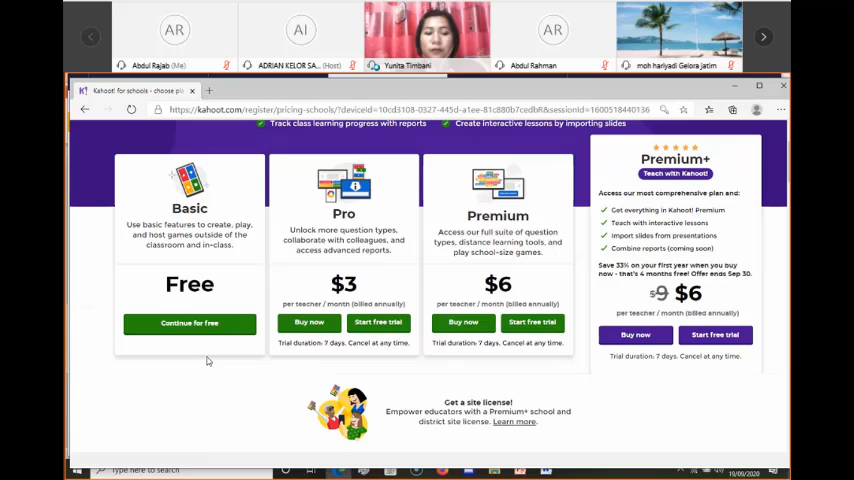 AR
AI
AR
Abdul Rajab (Me)
ADRIAN KELOR SA... (Host)
Yunita Timbani
Abdul Rahman
moh hariyadi Gelora jatim
Kahoot! for schools - choose pl
https://kahoot.com/register/pricing-schools/?deviceId=10cd3108-0327-445d-a1ee-81c880b7cedbR&sessionId=1600518440136
Track class learning progress with reports
Create interactive lessons by importing slides
Basic
Use basic features to create, play,
and host games outside of the
classroom and in-class.
Free
Continue for free
Pro
Unlock more question types,
collaborate with colleagues, and
access advanced reports.
$3
per teacher / month (billed annually)
Buy now
Start free trial
Trial duration: 7 days. Cancel at any time.
Premium
Access our full suite of question
types, distance learning tools, and
play school-size games.
$6
per teacher / month (billed annually)
Buy now
Start free trial
Trial duration: 7 days. Cancel at any time.
Premium+
Teach with Kahoot!
Access our most comprehensive plan and:
Get everything in Kahoot! Premium
Teach with interactive lessons
Import slides from presentations
Combine reports (coming soon)
Save 33% on your first year when you buy
now - that's 4 months free! Offer ends Sep 30.
$9 $6
per teacher / month (billed annually)
Buy now
Start free trial
Trial duration: 7 days. Cancel at any time.
Get a site license!
Empower educators with a Premium+ school and
district site license. Learn more.
Type here to search
19/09/2020